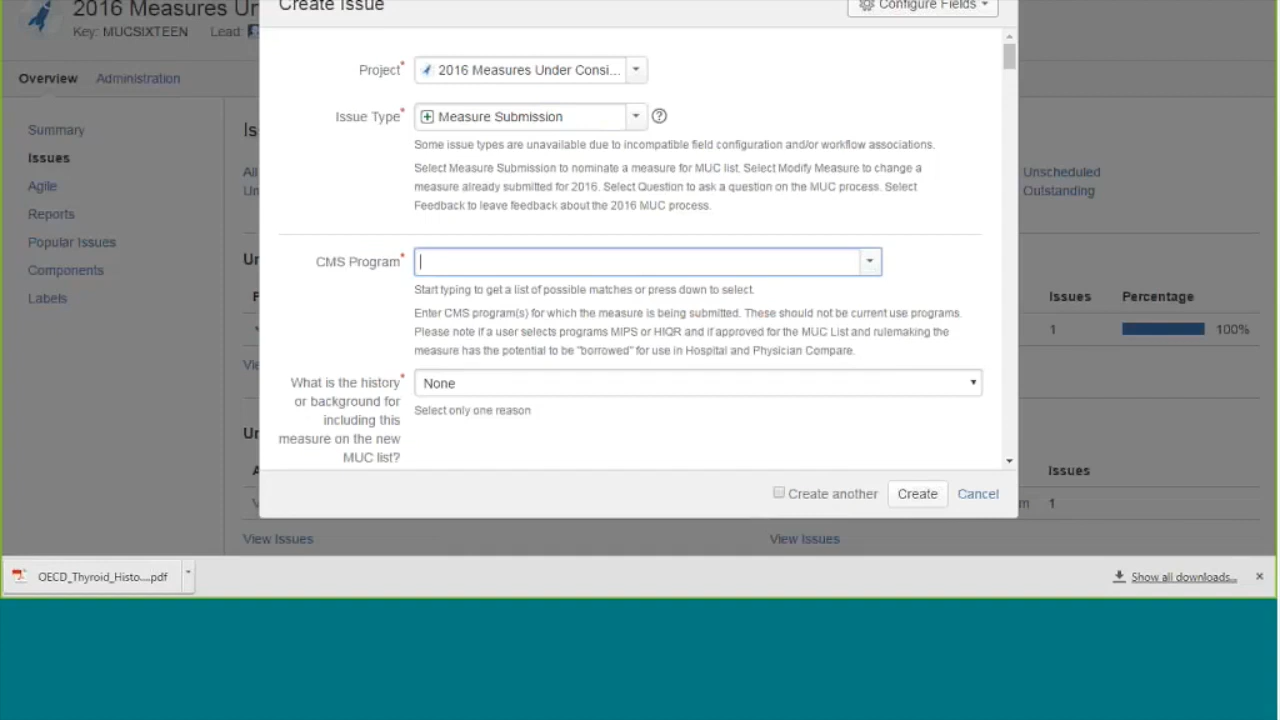 2016 Measures Ur
Key: MUCSIXTEEN Lead:
Overview Administration
Summary
Issues
Agile
Reports
Popular Issues
Components
Labels
Create Issue
Configure Fields
Project*
2016 Measures Under Consi...
Issue Type*
Measure Submission
Some issue types are unavailable due to incompatible field configuration and/or workflow associations.
Select Measure Submission to nominate a measure for MUC list. Select Modify Measure to change a
measure already submitted for 2016. Select Question to ask a question on the MUC process. Select
Feedback to leave feedback about the 2016 MUC process.
CMS Program*
Start typing to get a list of possible matches or press down to select.
Enter CMS program(s) for which the measure is being submitted. These should not be current use programs.
Please note if a user selects programs MIPS or HIQR and if approved for the MUC List and rulemaking the
measure has the potential to be "borrowed" for use in Hospital and Physician Compare.
What is the history*
or background for
including this
measure on the new
MUC list?
None
Select only one reason
Create another Create Cancel
Is
All
Un
Un
Vie
Un
Unscheduled
Outstanding
Issues Percentage
1 100%
Issues
m 1
View Issues View Issues
OECD_Thyroid_Histo....pdf
Show all downloads...